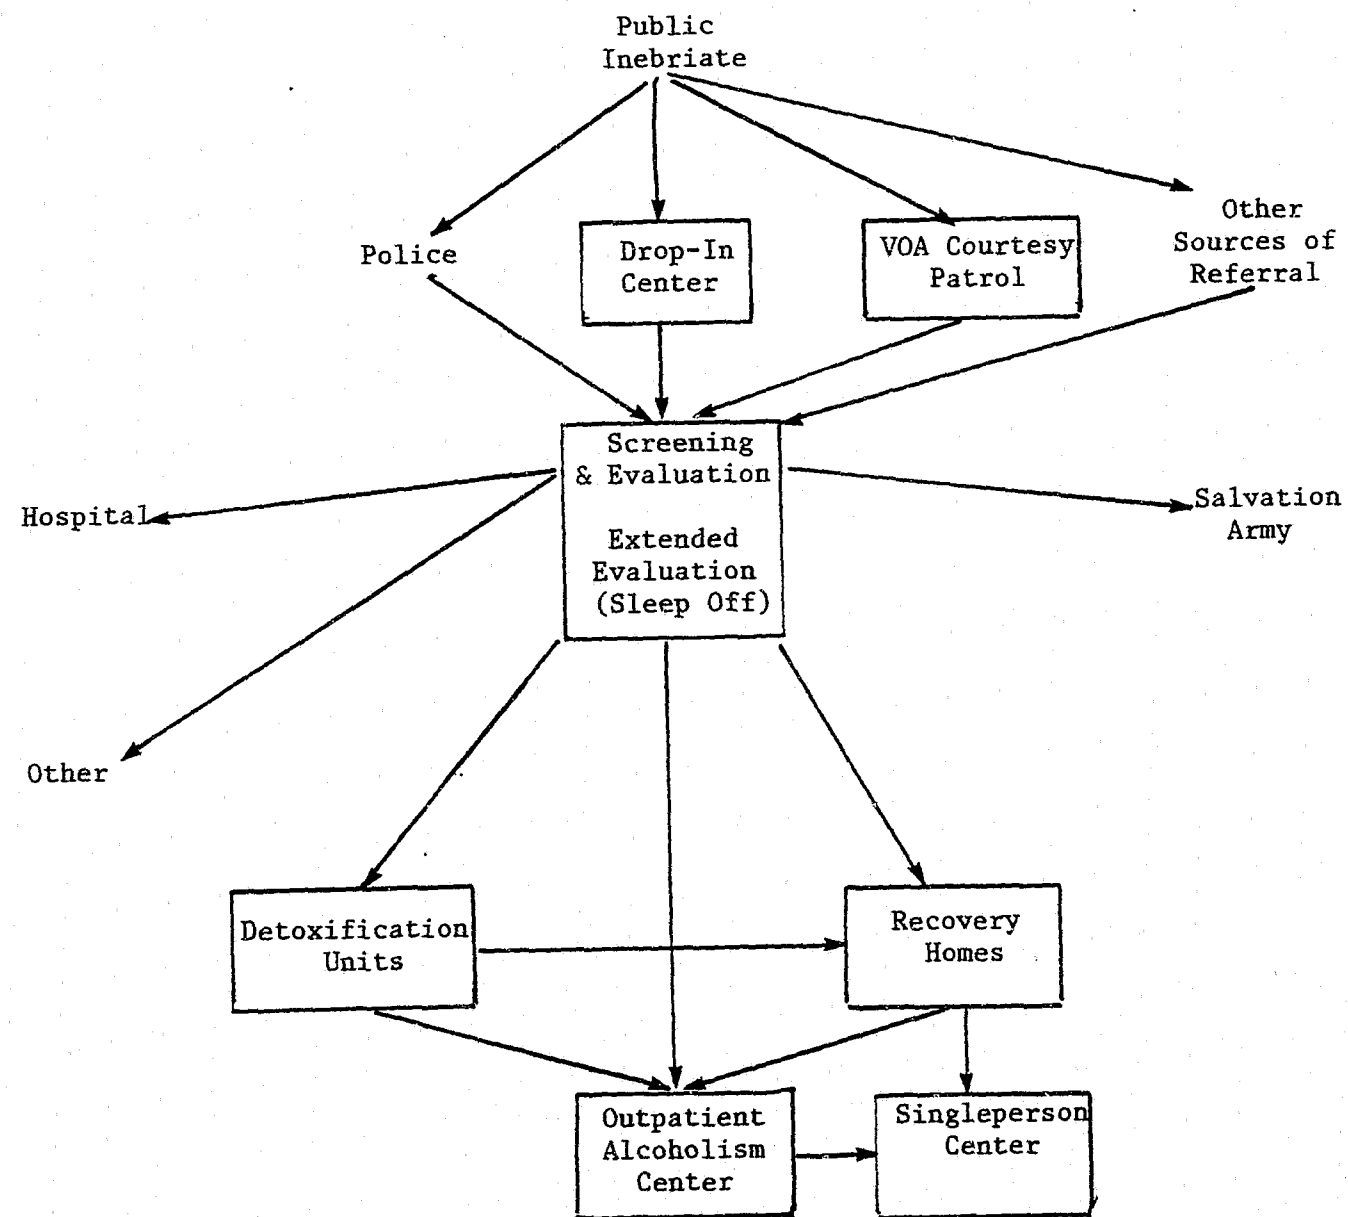 Public
Inebriate
Police
Drop-In
Center
VOA Courtesy
Patrol
Other
Sources of
Referral
Screening
& Evaluation
Extended
Evaluation
(Sleep Off)
Hospital
Salvation
Army
Other
Detoxification
Units
Recovery
Homes
Outpatient
Alcoholism
Center
Singleperson
Center